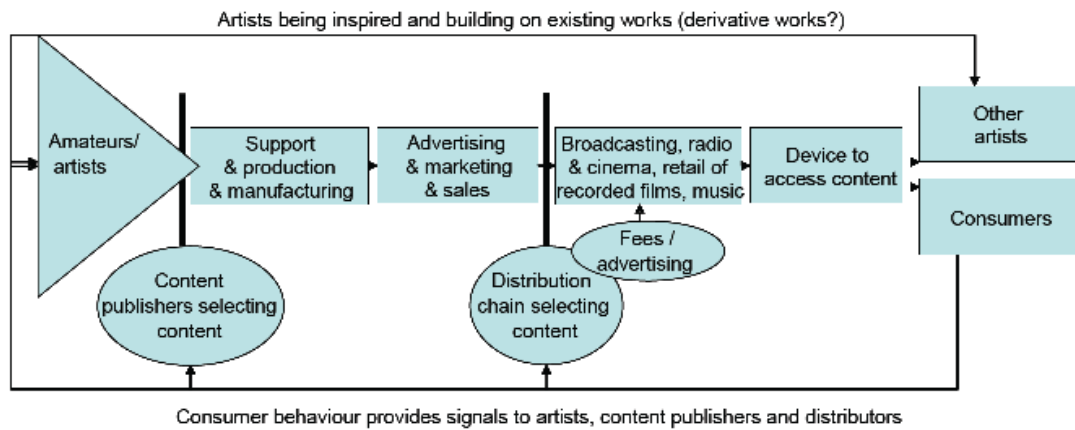 Artists being inspired and building on existing works (derivative works?)
Amateurs/
artists
Support
& production
& manufacturing
Advertising
& marketing
& sales
Broadcasting, radio
& cinema, retail of
recorded films, music
Device to
access content
Other
artists
Consumers
Fees /
advertising
Content
publishers selecting
content
Distribution
chain selecting
content
Consumer behaviour provides signals to artists, content publishers and distributors